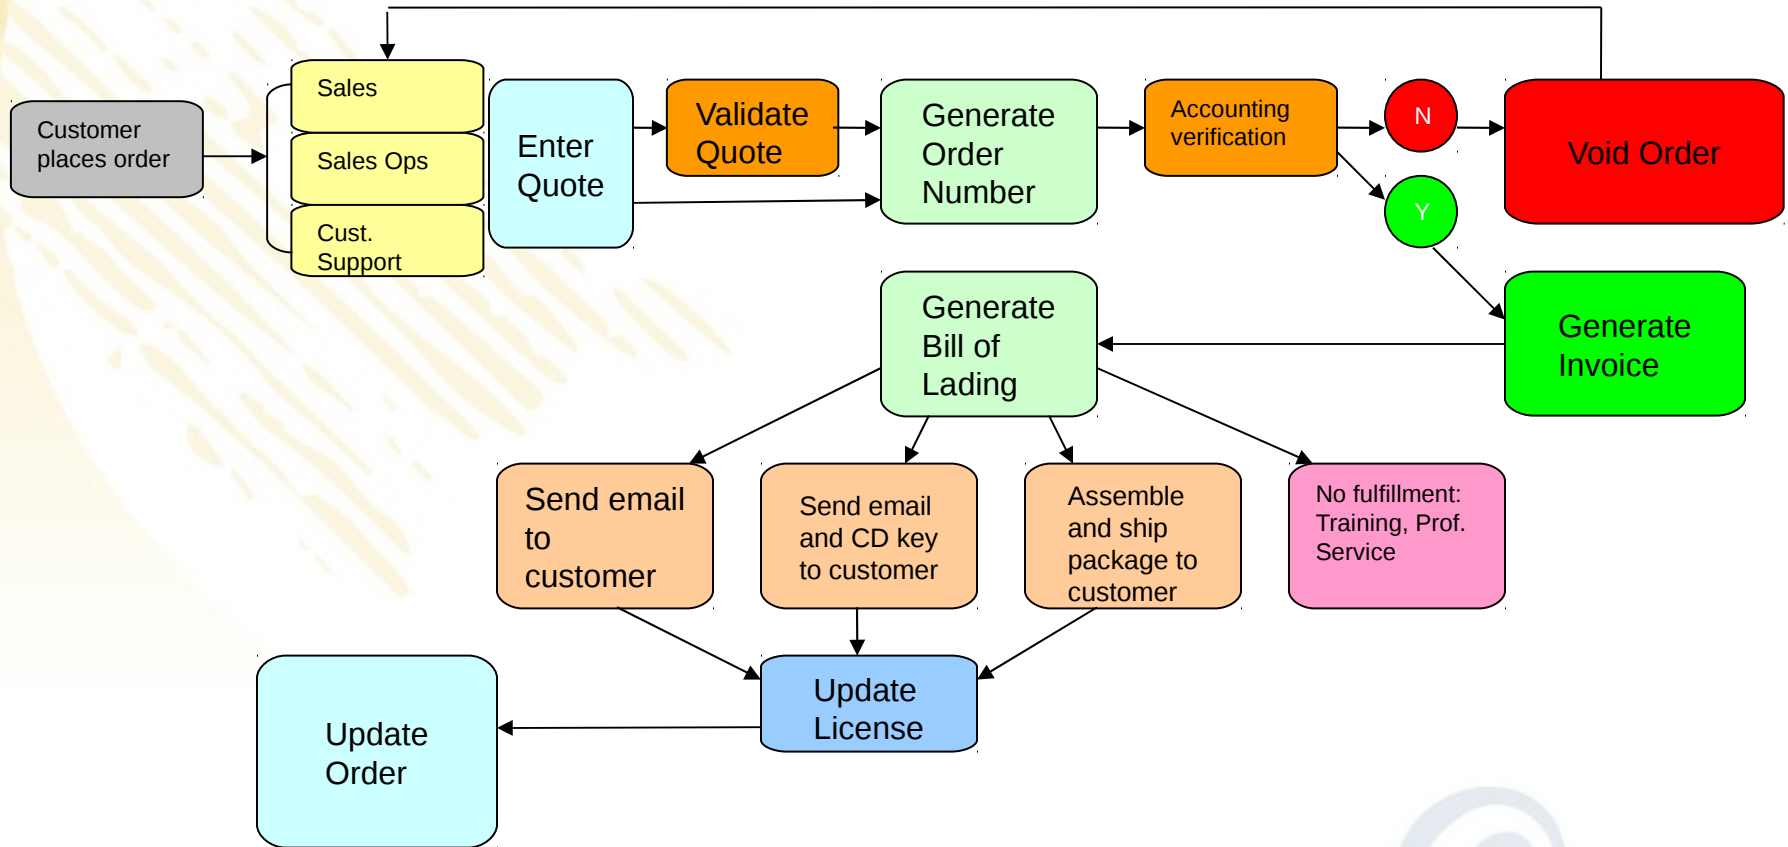 Customer
places order
Sales
Sales Ops
Cust.
Support
Enter
Quote
Validate
Quote
Generate
Order
Number
Accounting
verification
N
Y
Void Order
Generate
Invoice
Generate
Bill of
Lading
Send email
to
customer
Send email
and CD key
to customer
Assemble
and ship
package to
customer
No fulfillment:
Training, Prof.
Service
Update
License
Update
Order